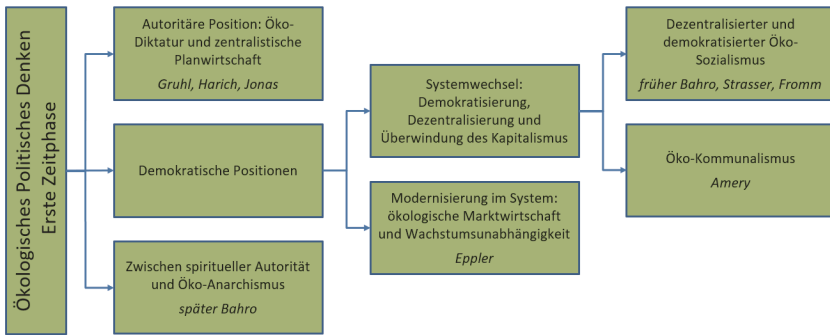 Ökologisches Politisches Denken
Erste Zeitphase
Autoritäre Position: Öko-
Diktatur und zentralistische
Planwirtschaft
Gruhl, Harich, Jonas
Demokratische Positionen
Zwischen spiritueller Autorität
und Öko-Anarchismus
später Bahro
Systemwechsel:
Demokratisierung,
Dezentralisierung und
Überwindung des Kapitalismus
Modernisierung im System:
ökologische Marktwirtschaft
und Wachstumsunabhängigkeit
Eppler
Dezentralisierter und
demokratisierter Öko-
Sozialismus
früher Bahro, Strasser, Fromm
Öko-Kommunalismus
Amery